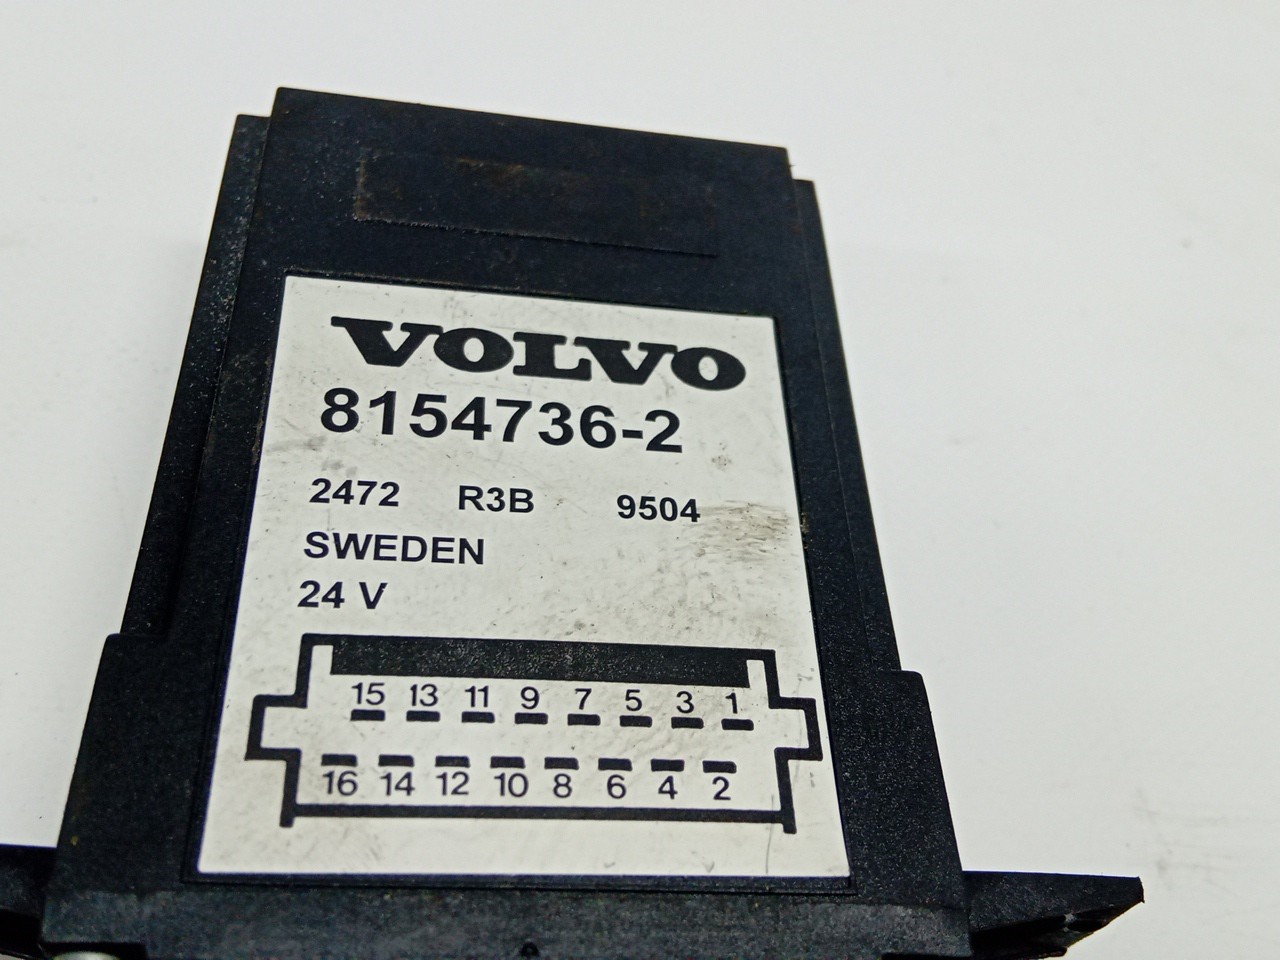 VOLVO
8154736-2
2472 R3B 9504
SWEDEN
24 V
15 13 11 9 7 5 3 1
16 14 12 10 8 6 4 2